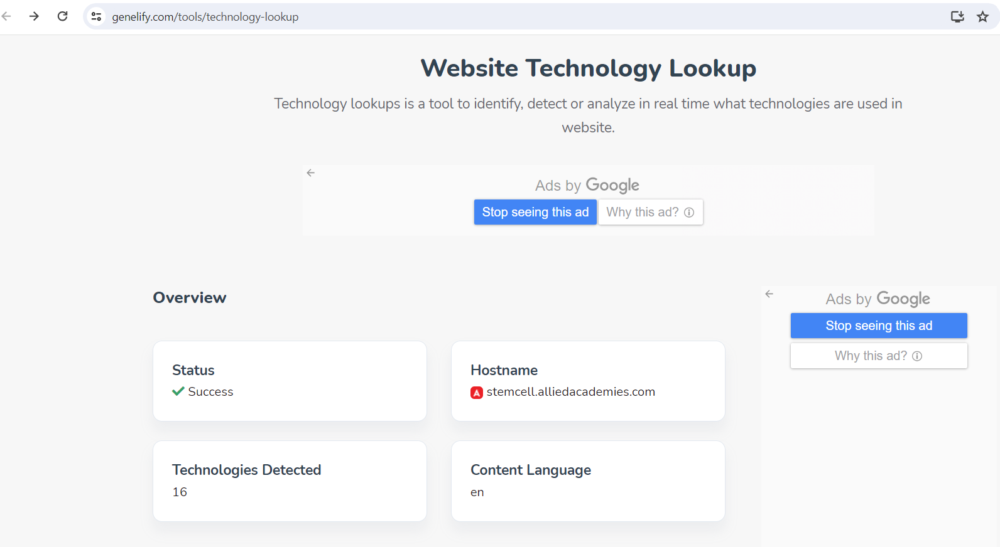 genelify.com/tools/technology-lookup
Website Technology Lookup
Technology lookups is a tool to identify, detect or analyze in real time what technologies are used in
website.
Ads by Google
Stop seeing this ad
Why this ad?
Overview
Ads by Google
Stop seeing this ad
Why this ad?
Status
Success
Hostname
A stemcell.alliedacademies.com
Technologies Detected
16
Content Language
en